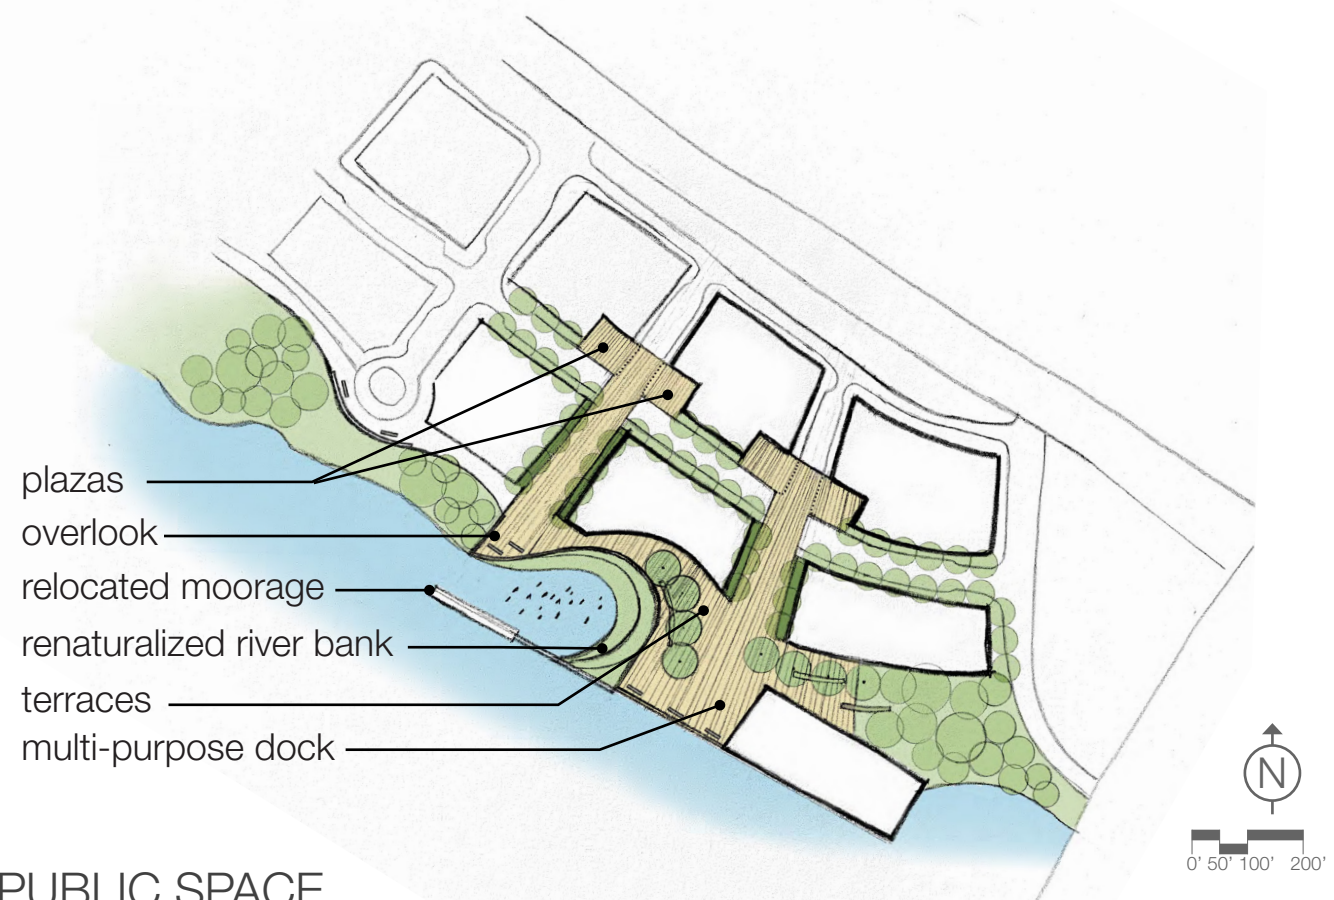 plazas
overlook
relocated moorage
renaturalized river bank
terraces
multi-purpose dock
N
0' 50' 100' 200'
PUBLIC SPACE